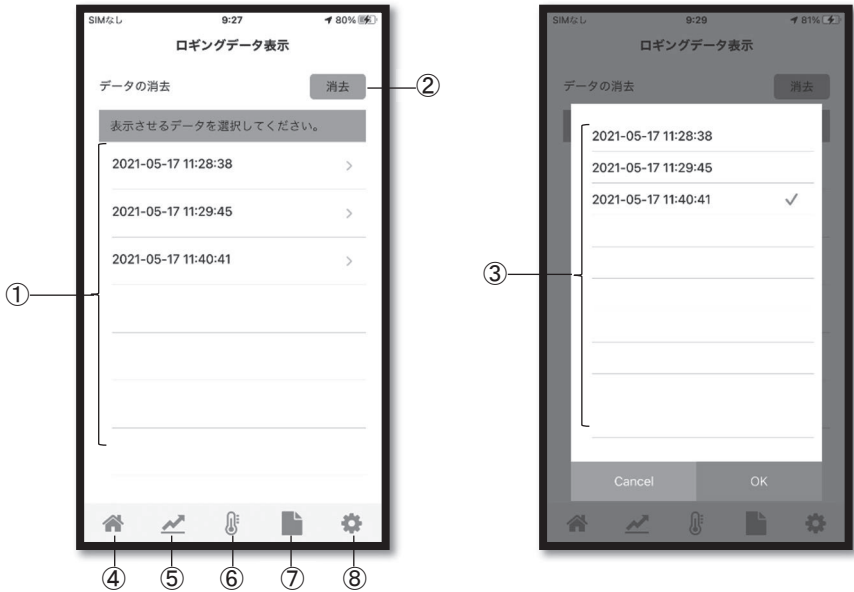 SIMなし 9:27 80%
ロギングデータ表示
データの消去 消去
表示させるデータを選択してください。
2021-05-17 11:28:38
2021-05-17 11:29:45
2021-05-17 11:40:41
①
②
④ ⑤ ⑥ ⑦ ⑧
SIMなし 9:29 81%
ロギングデータ表示
データの消去 消去
2021-05-17 11:28:38
2021-05-17 11:29:45
2021-05-17 11:40:41
③
Cancel OK